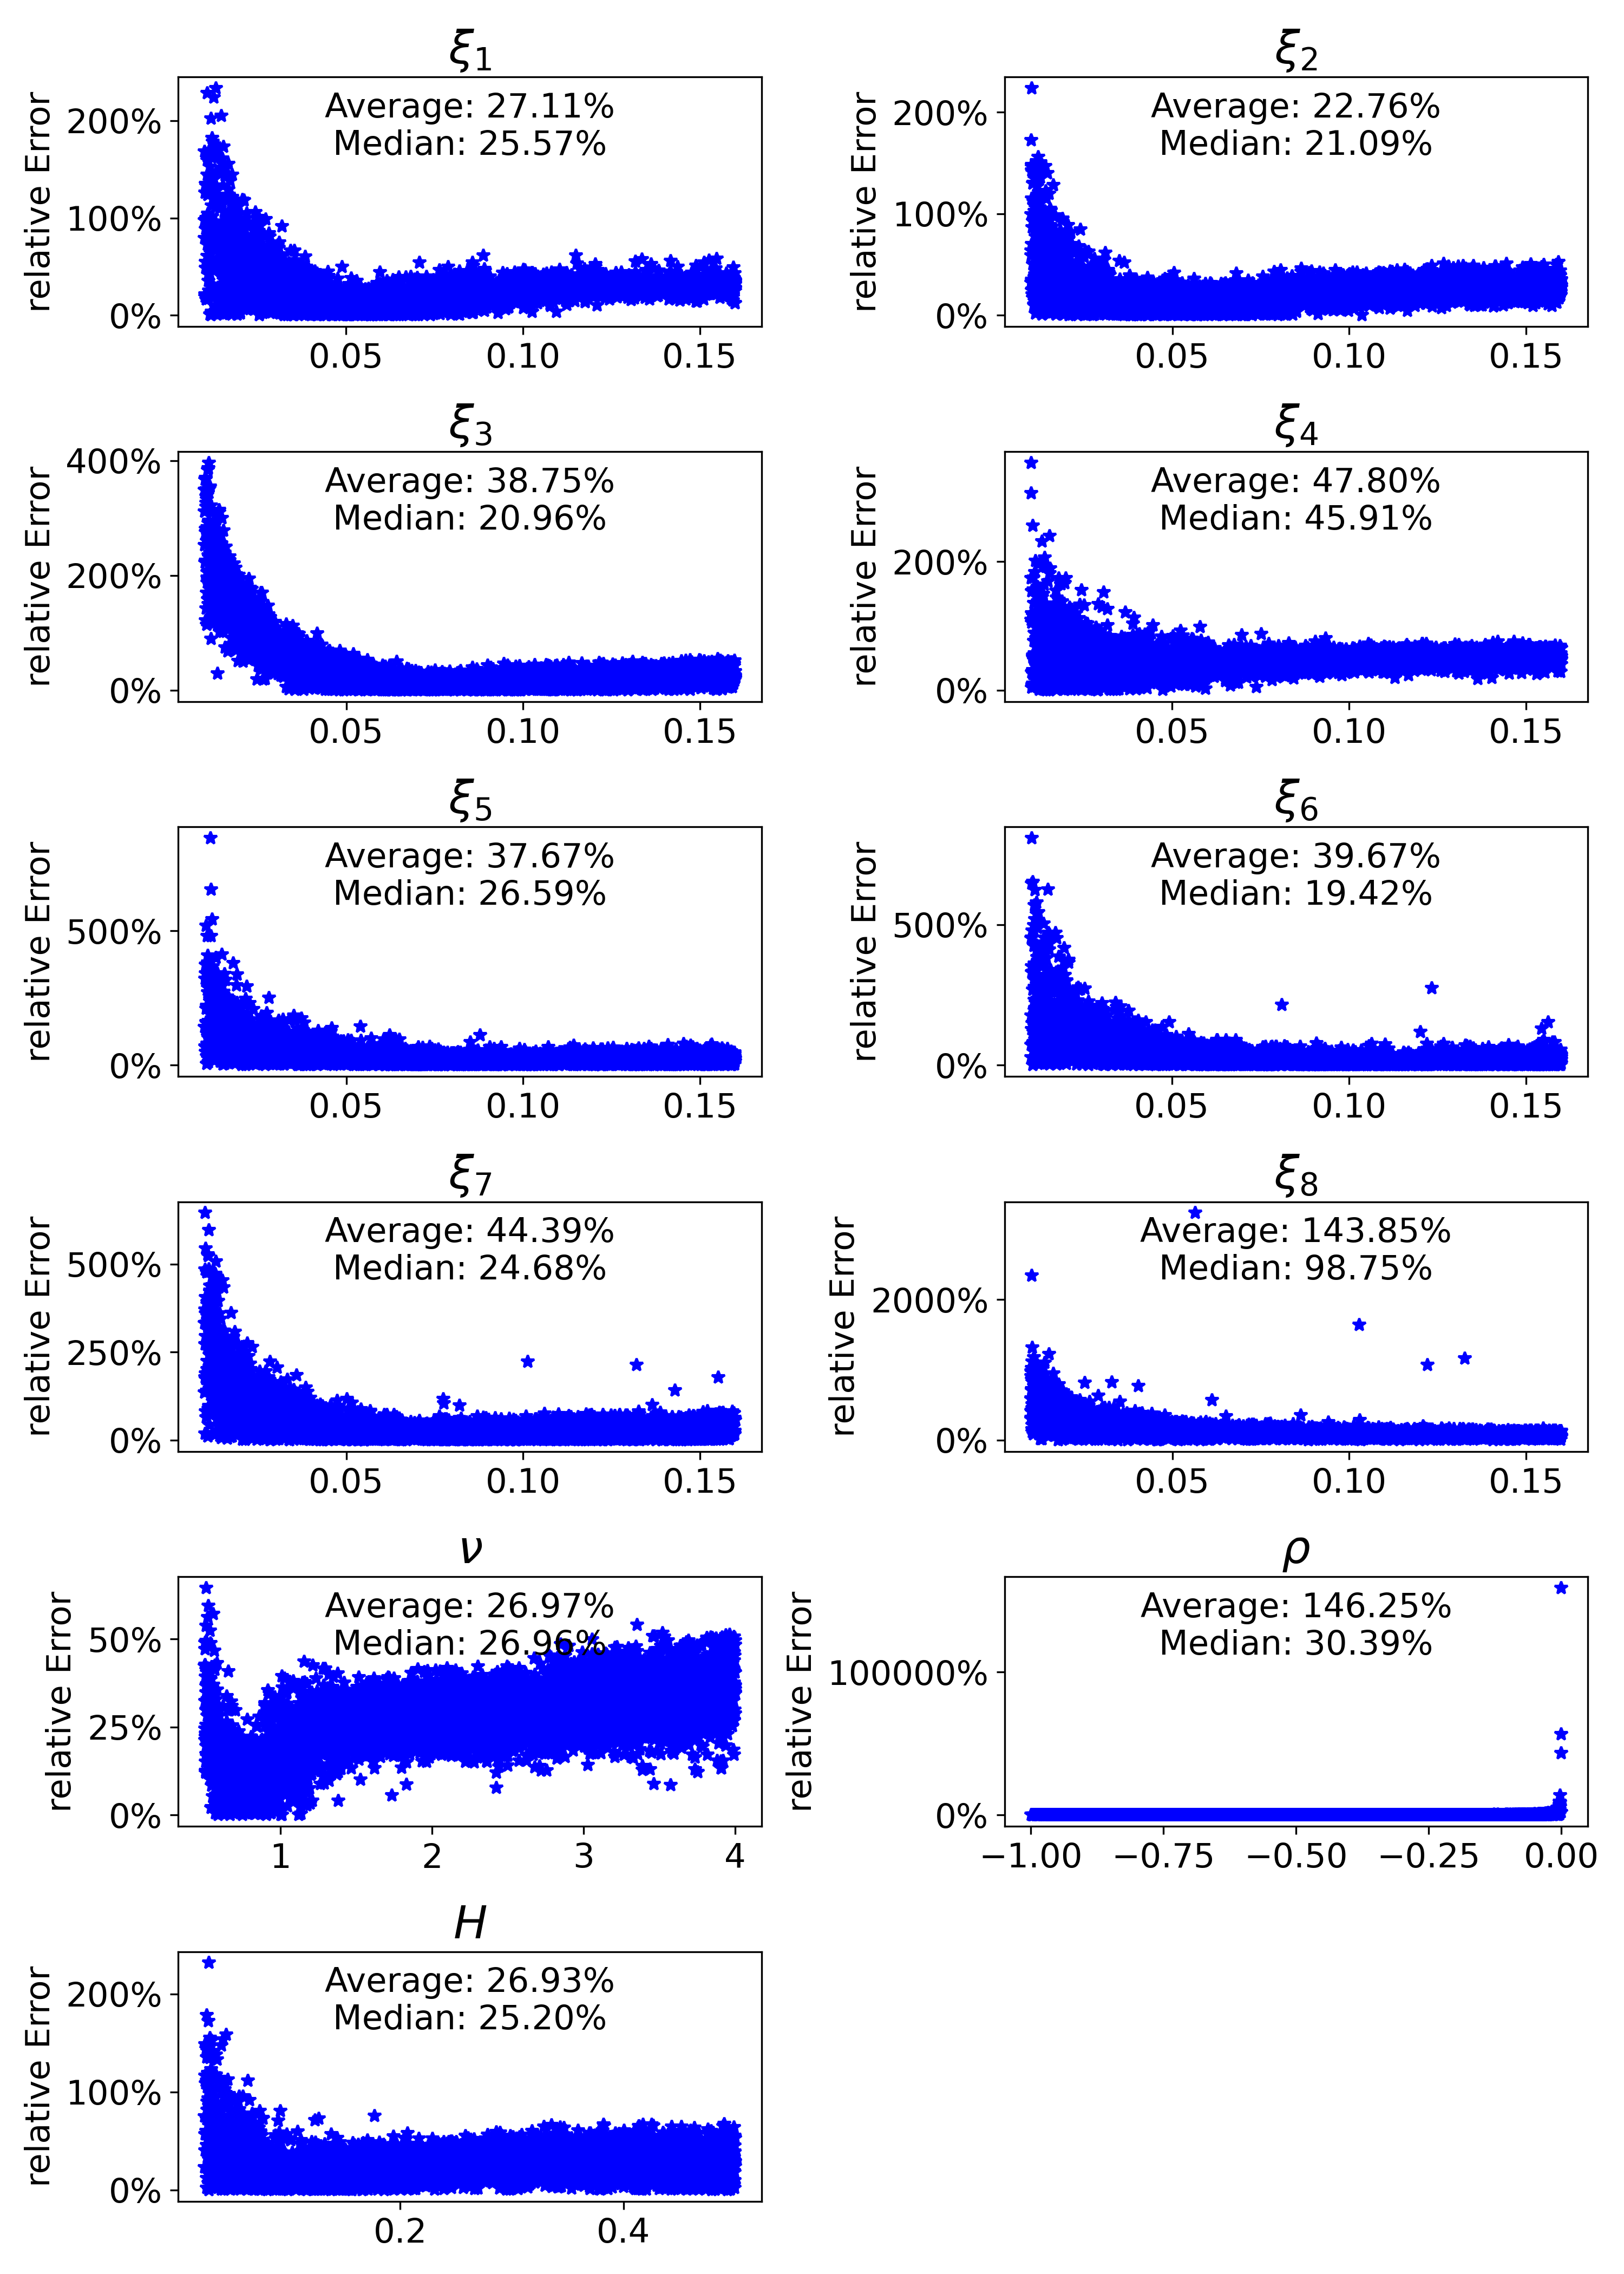 ξ1
relative Error
200%
100%
0%
Average: 27.11%
Median: 25.57%
0.05 0.10 0.15
ξ2
relative Error
200%
100%
0%
Average: 22.76%
Median: 21.09%
0.05 0.10 0.15
ξ3
relative Error
400%
200%
0%
Average: 38.75%
Median: 20.96%
0.05 0.10 0.15
ξ4
relative Error
200%
0%
Average: 47.80%
Median: 45.91%
0.05 0.10 0.15
ξ5
relative Error
500%
0%
Average: 37.67%
Median: 26.59%
0.05 0.10 0.15
ξ6
relative Error
500%
0%
Average: 39.67%
Median: 19.42%
0.05 0.10 0.15
ξ7
relative Error
500%
250%
0%
Average: 44.39%
Median: 24.68%
0.05 0.10 0.15
ξ8
relative Error
2000%
0%
Average: 143.85%
Median: 98.75%
0.05 0.10 0.15
ν
relative Error
50%
25%
0%
Average: 26.97%
Median: 26.96%
1 2 3 4
ρ
relative Error
100000%
0%
Average: 146.25%
Median: 30.39%
−1.00 −0.75 −0.50 −0.25 0.00
H
relative Error
200%
100%
0%
Average: 26.93%
Median: 25.20%
0.2 0.4